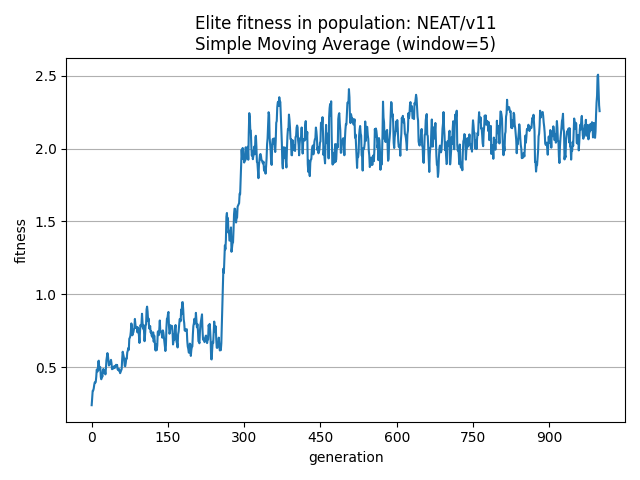 Elite fitness in population: NEAT/v11
Simple Moving Average (window=5)
2.5
2.0
1.5
1.0
0.5
fitness
0 150 300 450 600 750 900
generation